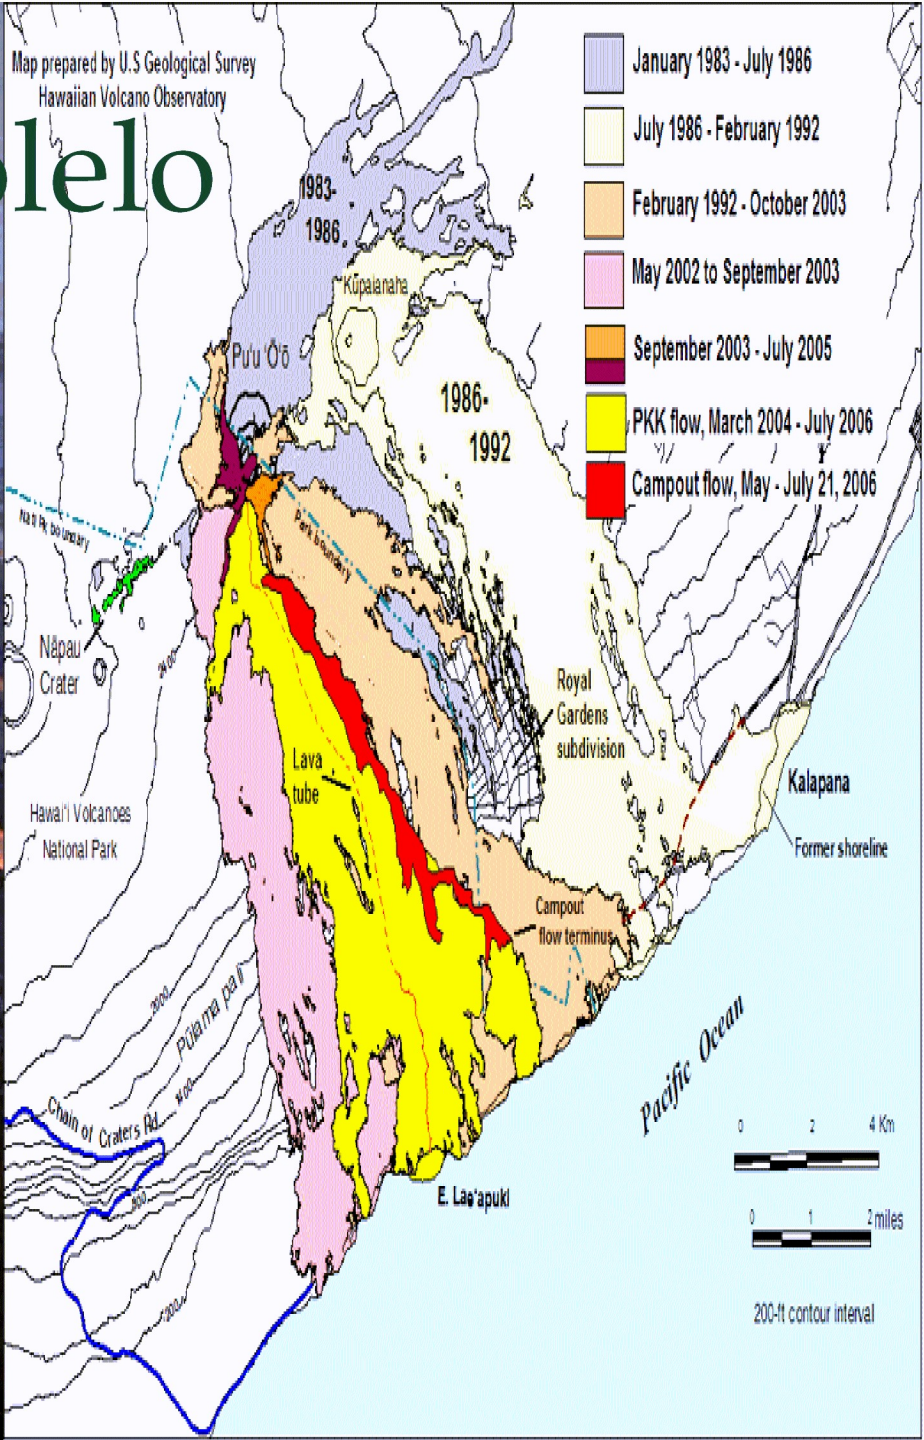 Map prepared by U.S Geological Survey
Hawaiian Volcano Observatory
lelo
January 1983 - July 1986
July 1986 - February 1992
February 1992 - October 2003
May 2002 to September 2003
September 2003 - July 2005
PKK flow, March 2004 - July 2006
Campout flow, May - July 21, 2006
1983-
1986
Kūpaianaha
Pu'u 'Ō'ō
1986-
1992
Park boundary
Nāpau
Crater
2400
Royal
Gardens
subdivision
Lava
tube
Kalapana
Former shoreline
Hawai'i Volcanoes
National Park
Campout
flow terminus
2000
Pūlama pali
Pacific Ocean
Chain of Craters Rd
E. Lae'apuki
0 2 4 Km
0 1 2 miles
200-ft contour interval